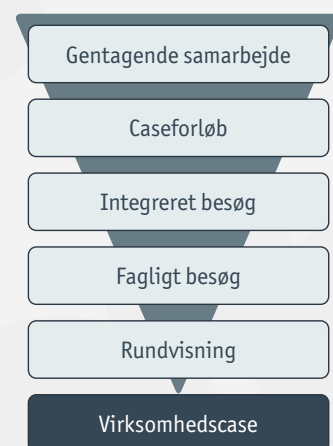 Gentagende samarbejde
Caseforløb
Integreret besøg
Fagligt besøg
Rundvisning
Virksomhedscase